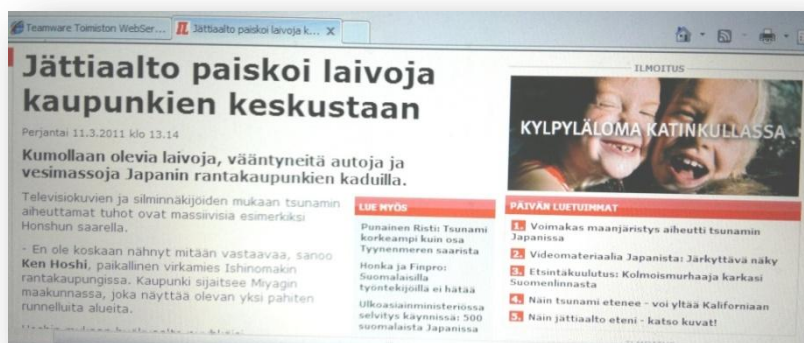 Teamware Toimiston WebSer...
IL Jättiaalto paiskoi laivoja k... X
Jättiaalto paiskoi laivoja
kaupunkien keskustaan
Perjantai 11.3.2011 klo 13.14
Kumollaan olevia laivoja, vääntyneitä autoja ja
vesimassoja Japanin rantakaupunkien kaduilla.
Televisiokuvien ja silminnäkijöiden mukaan tsunamin
aiheuttamat tuhot ovat massiivisia esimerkiksi
Honshun saarella.
- En ole koskaan nähnyt mitään vastaavaa, sanoo
Ken Hoshi, paikallinen virkamies Ishinomakin
rantakaupungissa. Kaupunki sijaitsee Miyagin
maakunnassa, joka näyttää olevan yksi pahiten
runnelluita alueita.
LUE MYÖS
Punainen Risti: Tsunami
korkeampi kuin osa
Tyynenmeren saarista
Honka ja Finpro:
Suomalaisilla
työntekijöillä ei hätää
Ulkoasiainministeriössä
selvitys käynnissä: 500
suomalaista Japanissa
ILMOITUS
KYLPYLÄLOMA KATINKULLASSA
PÄIVÄN LUETUIMMAT
1. Voimakas maanjäristys aiheutti tsunamin
Japanissa
2. Videomateriaalia Japanista: Järkyttävä näky
3. Etsintäkuulutus: Kolmoismurhaaja karkasi
Suomenlinnasta
4. Näin tsunami etenee - voi yltää Kaliforniaan
5. Näin jättiaalto eteni - katso kuvat!